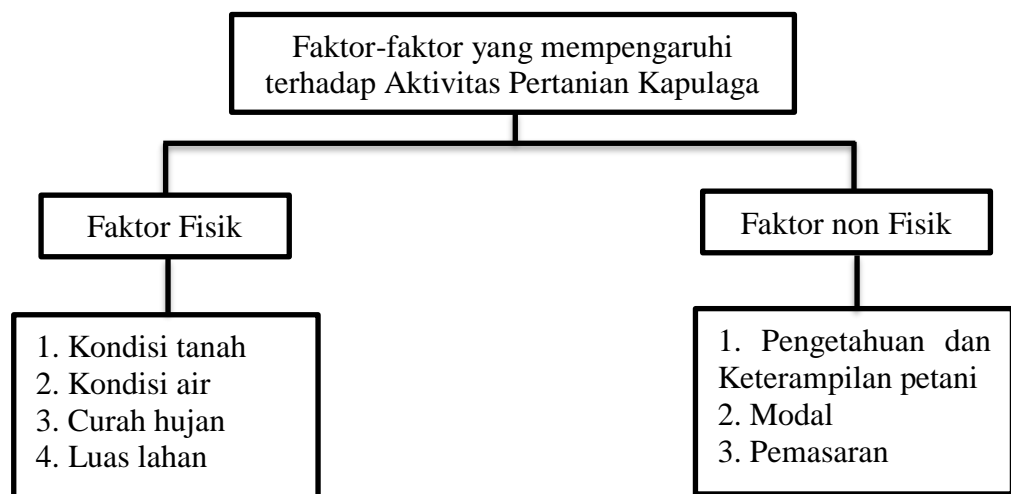 Faktor-faktor yang mempengaruhi
terhadap Aktivitas Pertanian Kapulaga
Faktor Fisik
Faktor non Fisik
1. Kondisi tanah
2. Kondisi air
3. Curah hujan
4. Luas lahan
1. Pengetahuan dan
Keterampilan petani
2. Modal
3. Pemasaran